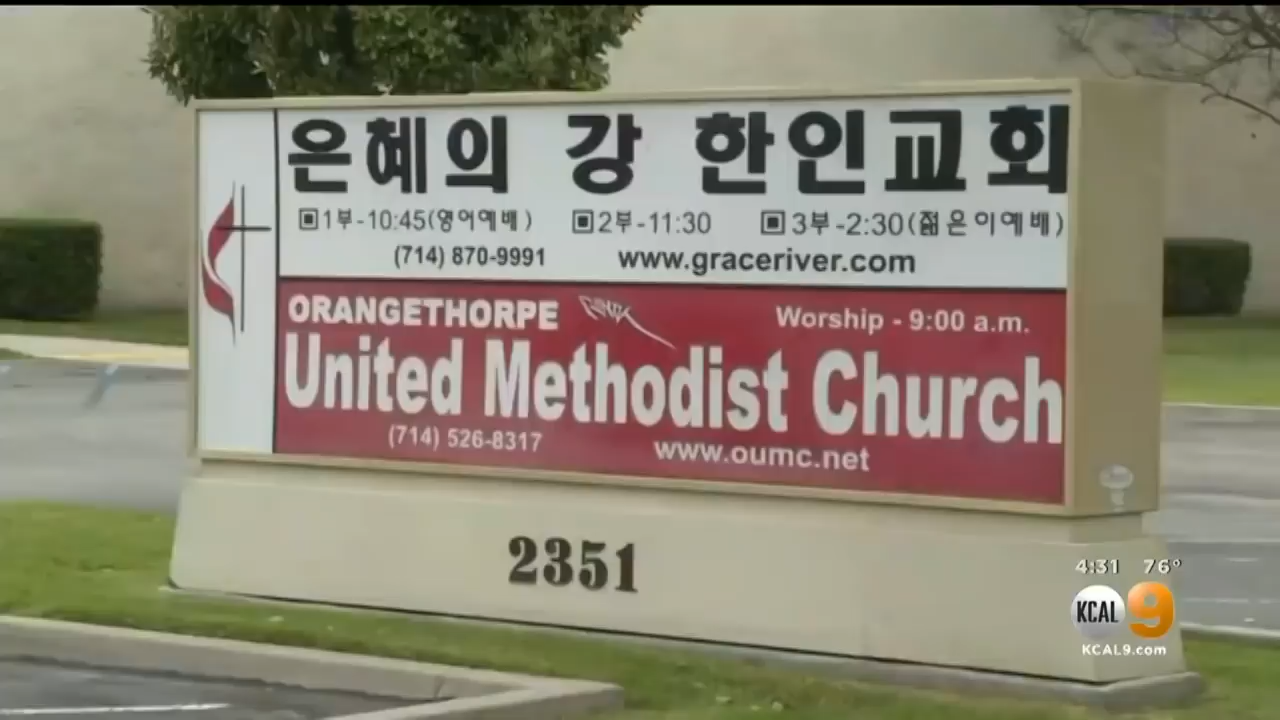 은혜의 강 한인교회
▣1부-10:45(영어예배) ▣2부-11:30 ▣3부-2:30(젊은이예배)
(714) 870-9991 www.graceriver.com
ORANGETHORPE Worship - 9:00 a.m.
United Methodist Church
(714) 526-8317 www.oumc.net
2351
4:31 76°
KCAL 9
KCAL9.com